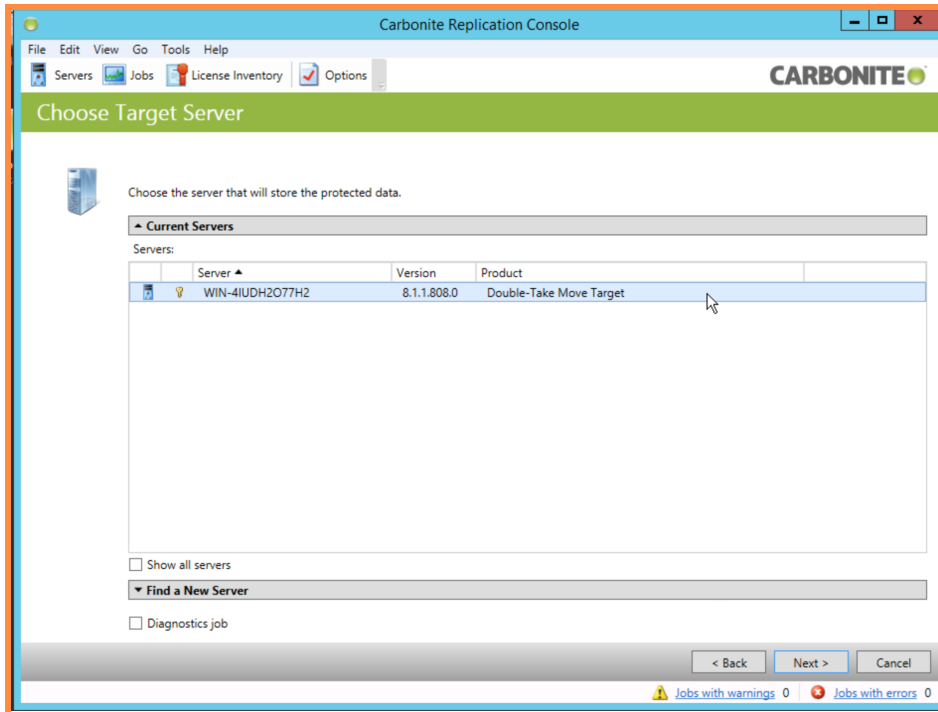 Carbonite Replication Console
File Edit View Go Tools Help
Servers Jobs License Inventory Options CARBONITE
Choose Target Server
Choose the server that will store the protected data.
Current Servers
Servers:
Server Version Product
WIN-4IUDH2O77H2 8.1.1.808.0 Double-Take Move Target
Show all servers
Find a New Server
Diagnostics job
< Back Next > Cancel
Jobs with warnings 0 Jobs with errors 0